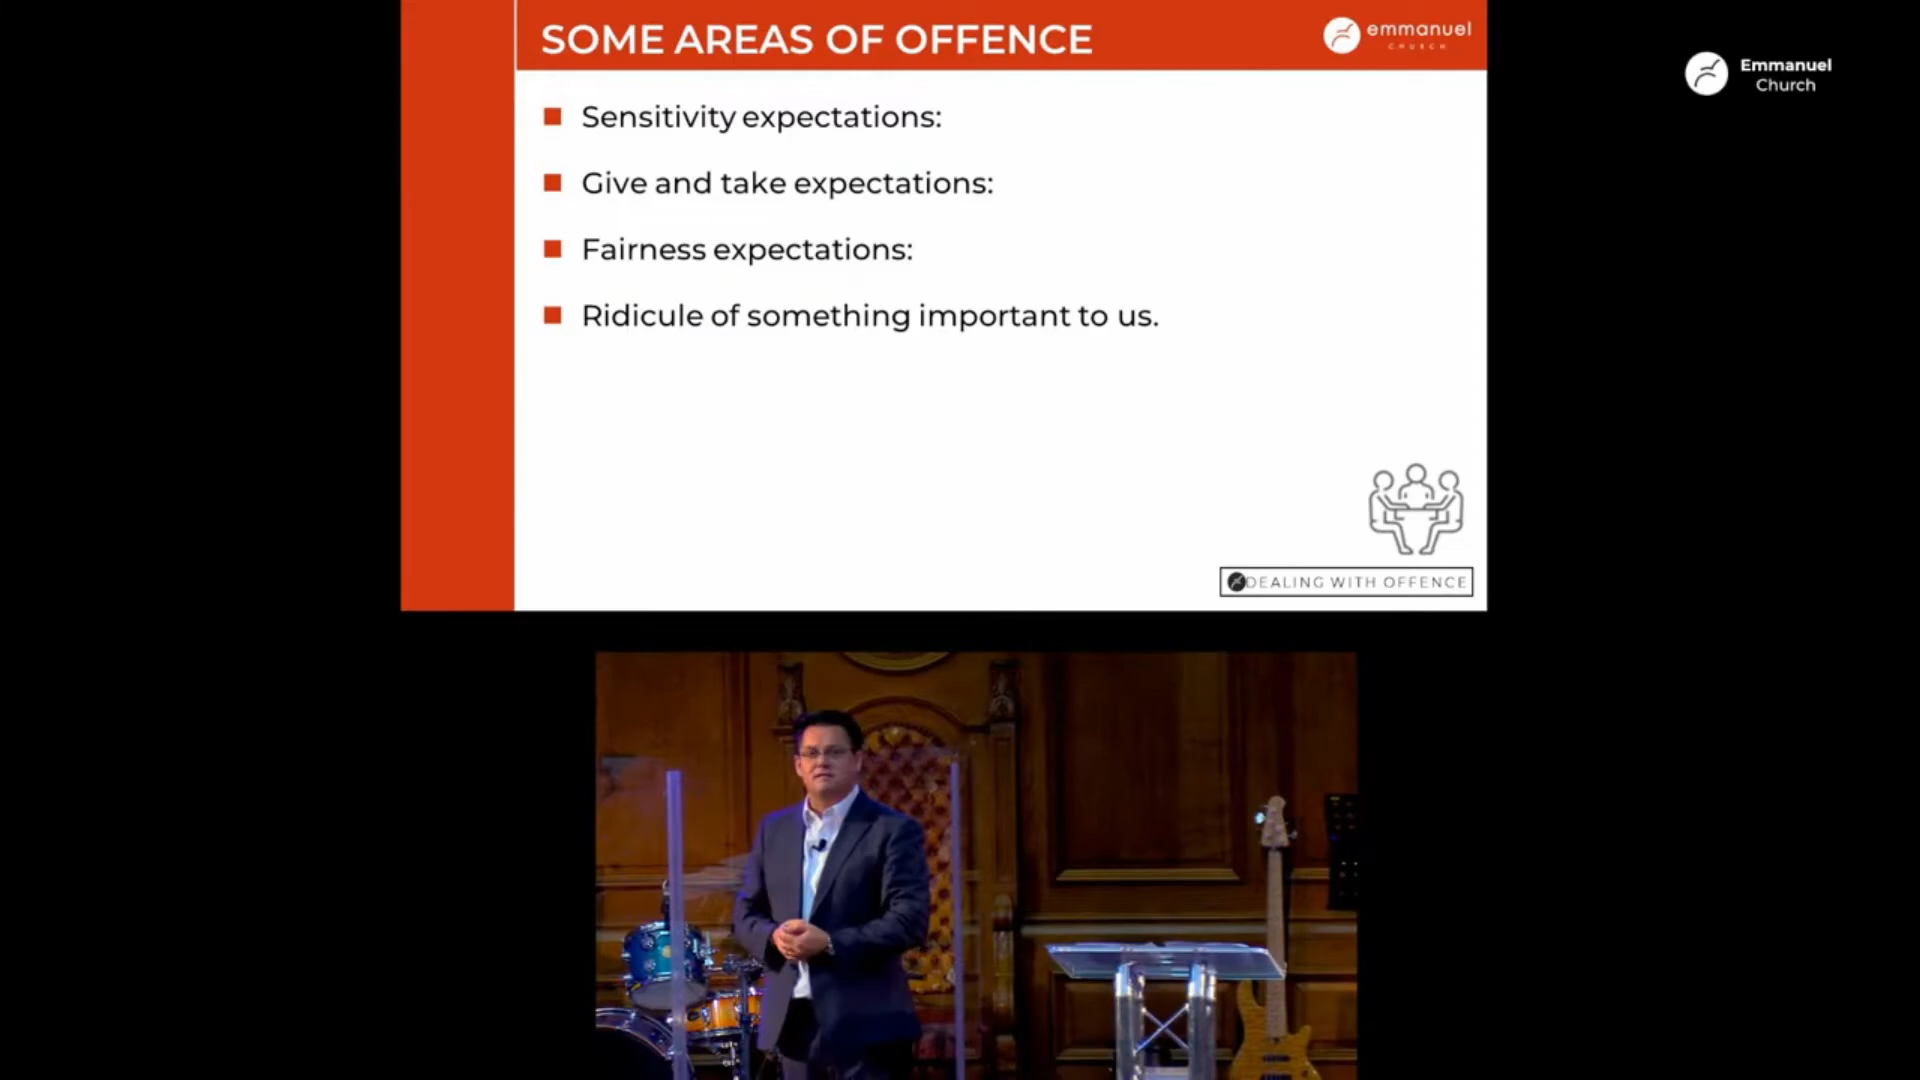 SOME AREAS OF OFFENCE
emmanuel
CHURCH
Emmanuel
Church
Sensitivity expectations:
Give and take expectations:
Fairness expectations:
Ridicule of something important to us.
DEALING WITH OFFENCE